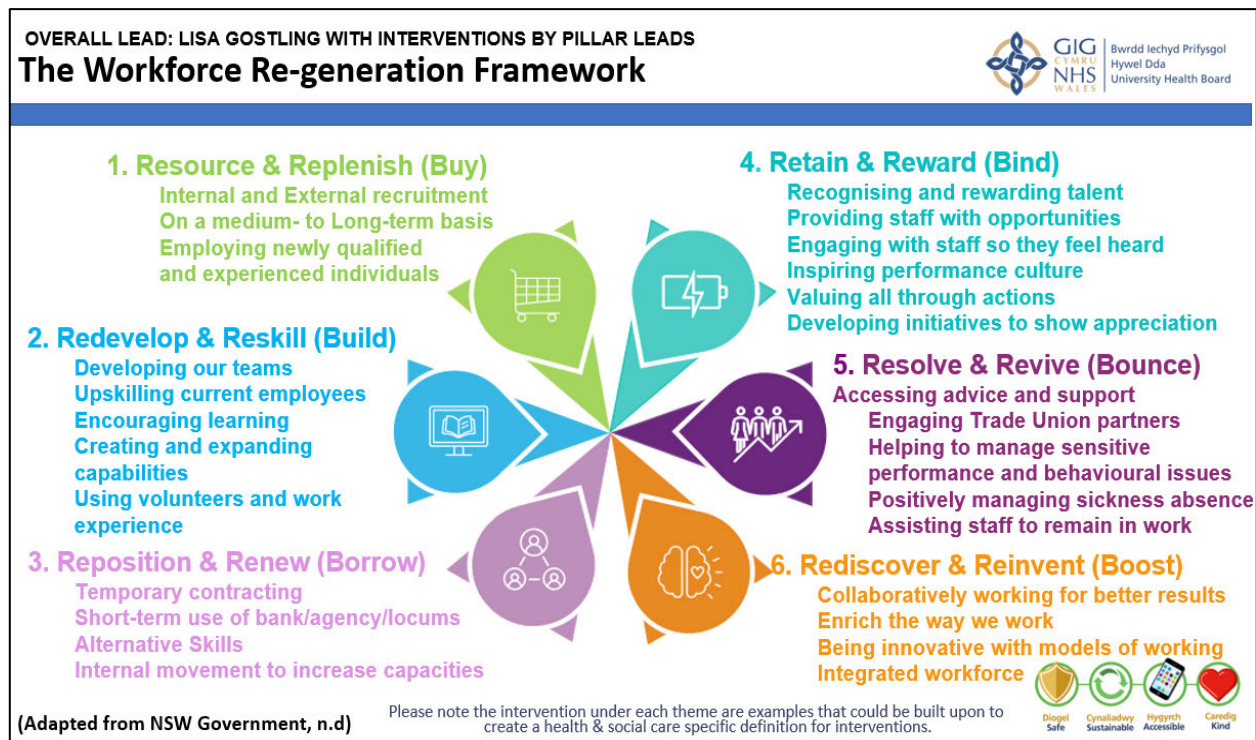 OVERALL LEAD: LISA GOSTLING WITH INTERVENTIONS BY PILLAR LEADS
The Workforce Re-generation Framework
GIG
CYMRU
NHS
WALES
Bwrdd Iechyd Prifysgol
Hywel Dda
University Health Board
1. Resource & Replenish (Buy)
Internal and External recruitment
On a medium- to Long-term basis
Employing newly qualified
and experienced individuals
2. Redevelop & Reskill (Build)
Developing our teams
Upskilling current employees
Encouraging learning
Creating and expanding
capabilities
Using volunteers and work
experience
3. Reposition & Renew (Borrow)
Temporary contracting
Short-term use of bank/agency/locums
Alternative Skills
Internal movement to increase capacities
4. Retain & Reward (Bind)
Recognising and rewarding talent
Providing staff with opportunities
Engaging with staff so they feel heard
Inspiring performance culture
Valuing all through actions
Developing initiatives to show appreciation
5. Resolve & Revive (Bounce)
Accessing advice and support
Engaging Trade Union partners
Helping to manage sensitive
performance and behavioural issues
Positively managing sickness absence
Assisting staff to remain in work
6. Rediscover & Reinvent (Boost)
Collaboratively working for better results
Enrich the way we work
Being innovative with models of working
Integrated workforce
Diogel
Safe
Cynaliadwy
Sustainable
Hygyrch
Accessible
Caredig
Kind
(Adapted from NSW Government, n.d)
Please note the intervention under each theme are examples that could be built upon to
create a health & social care specific definition for interventions.